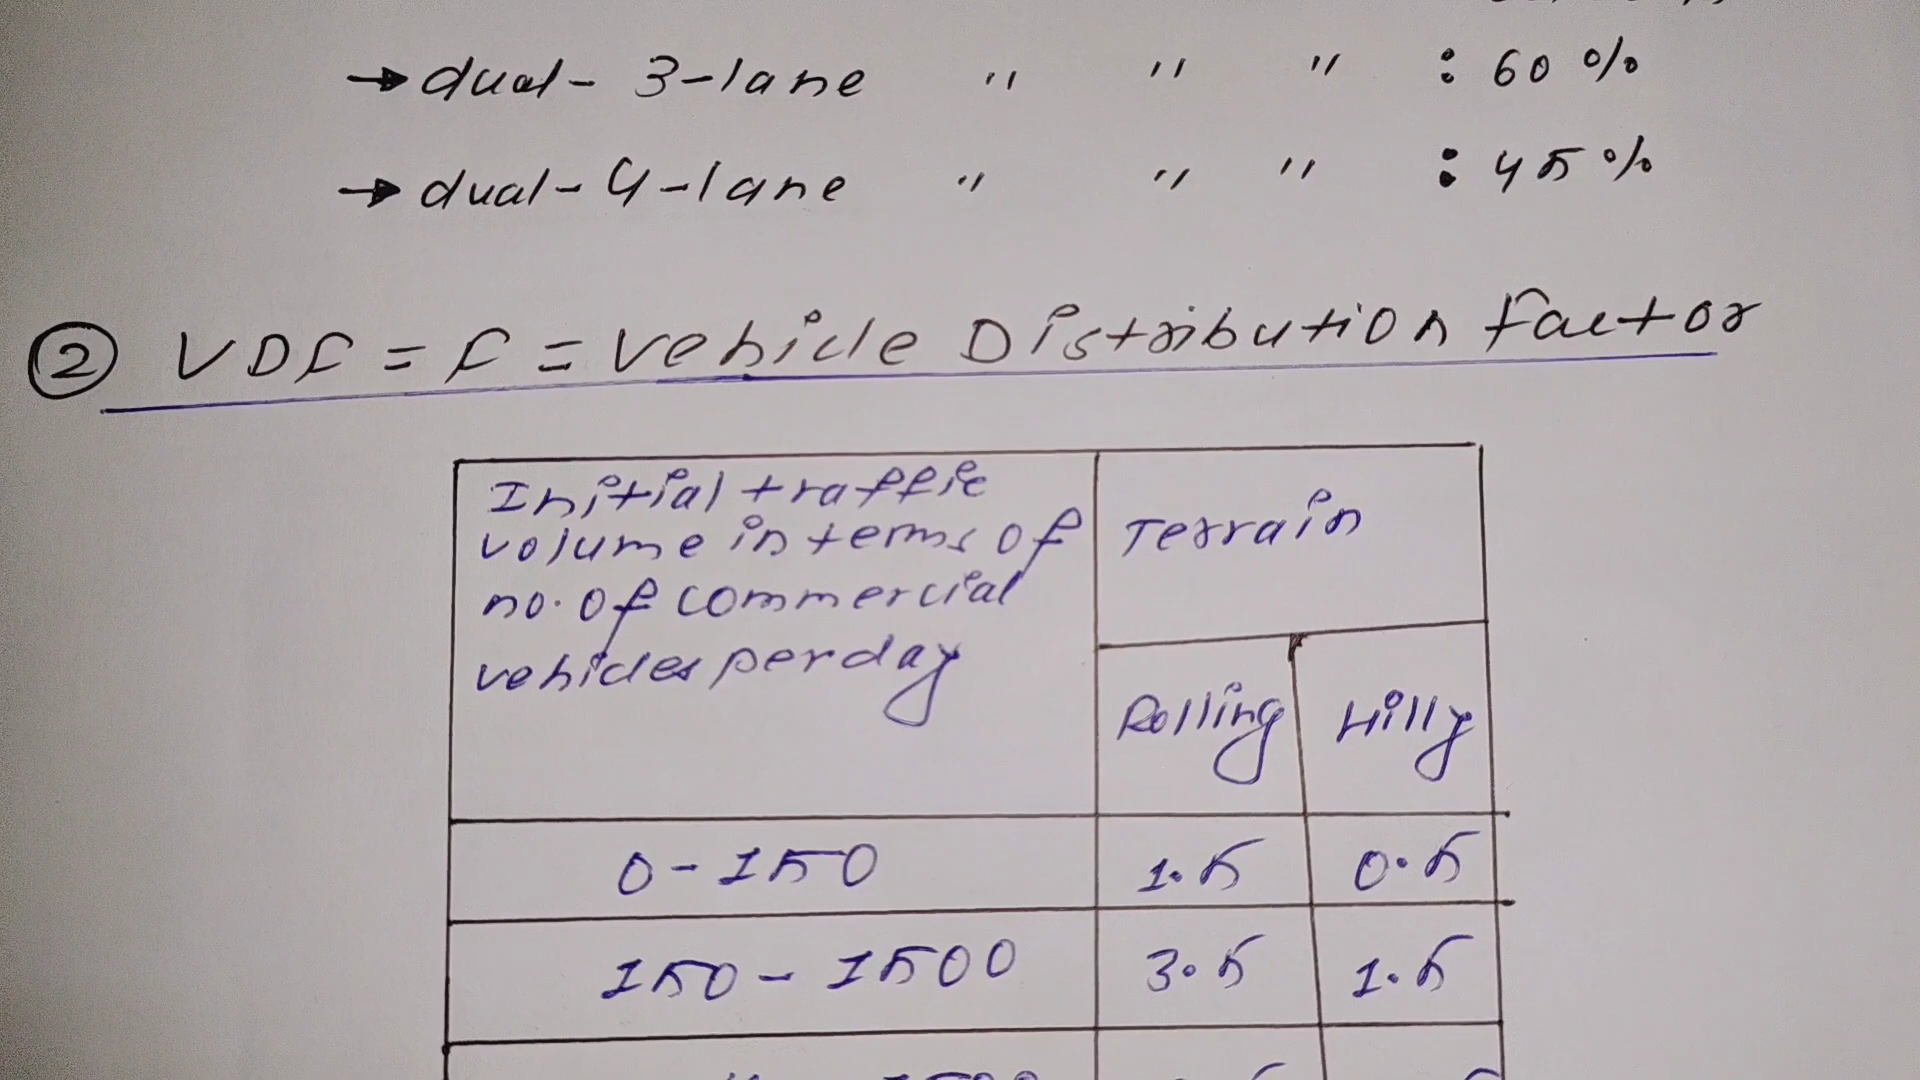 → dual - 3-lane " " " : 60 %
→ dual - 4-lane " " " : 45 %
② VDF = F = Vehicle Distribution Factor
Initial traffic
volume in terms of
no. of commercial
vehicles per day
Terrain
Rolling Hilly
0 - 150 1.5 0.5
150 - 1500 3.5 1.5